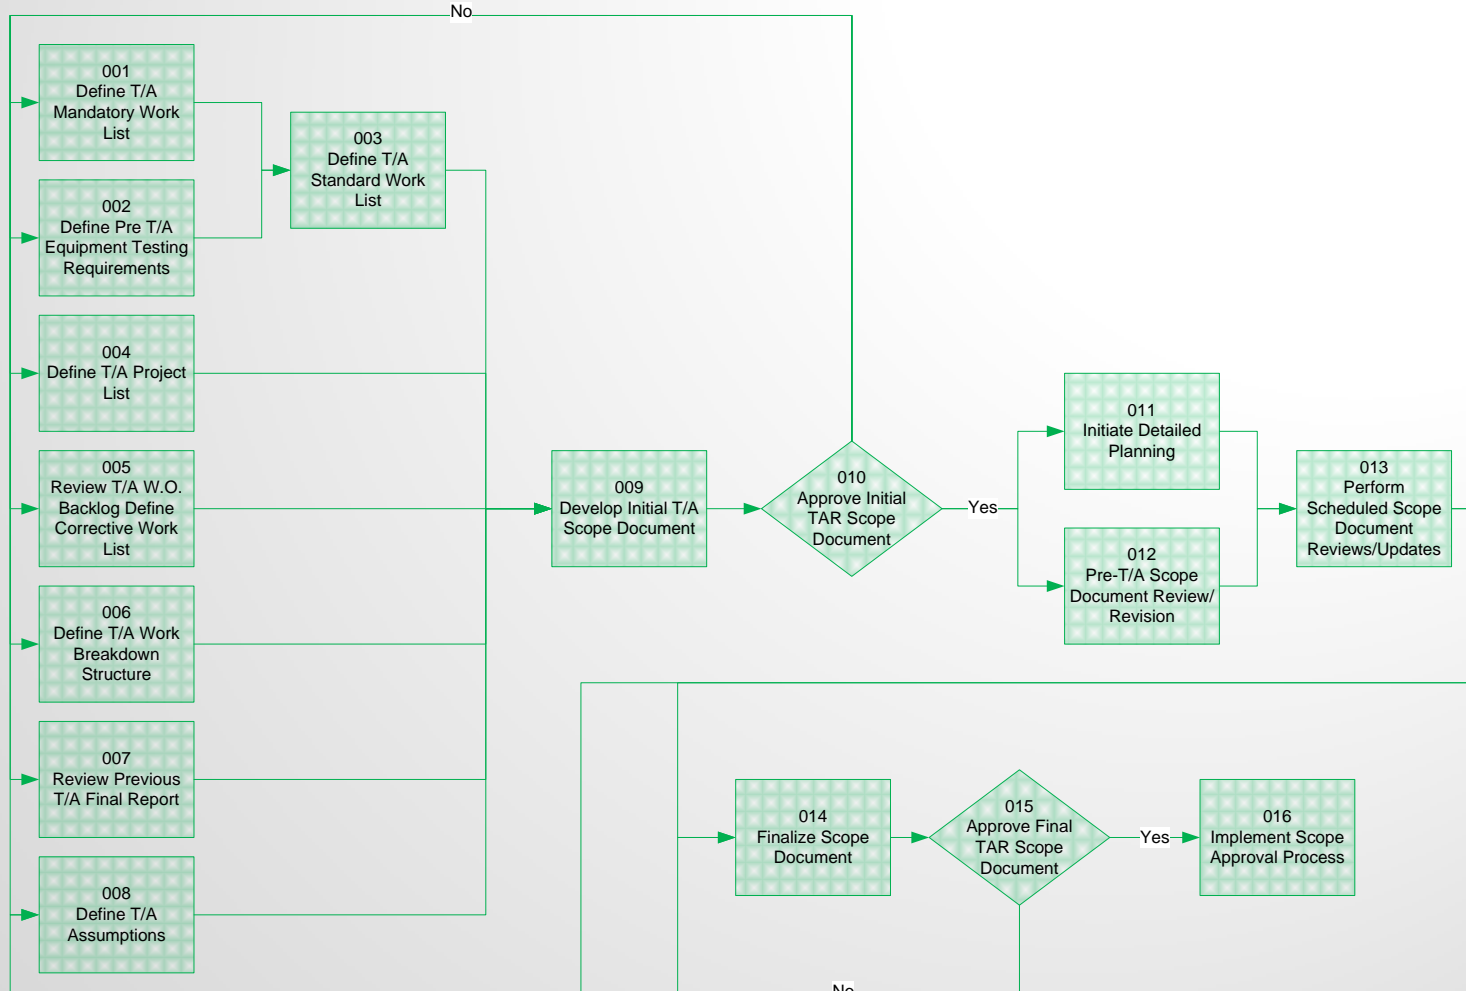 No
001
Define T/A
Mandatory Work
List
002
Define Pre T/A
Equipment Testing
Requirements
003
Define T/A
Standard Work
List
004
Define T/A Project
List
005
Review T/A W.O.
Backlog Define
Corrective Work
List
006
Define T/A Work
Breakdown
Structure
007
Review Previous
T/A Final Report
008
Define T/A
Assumptions
009
Develop Initial T/A
Scope Document
010
Approve Initial
TAR Scope
Document
Yes
011
Initiate Detailed
Planning
012
Pre-T/A Scope
Document Review/
Revision
013
Perform
Scheduled Scope
Document
Reviews/Updates
014
Finalize Scope
Document
015
Approve Final
TAR Scope
Document
Yes
016
Implement Scope
Approval Process
No